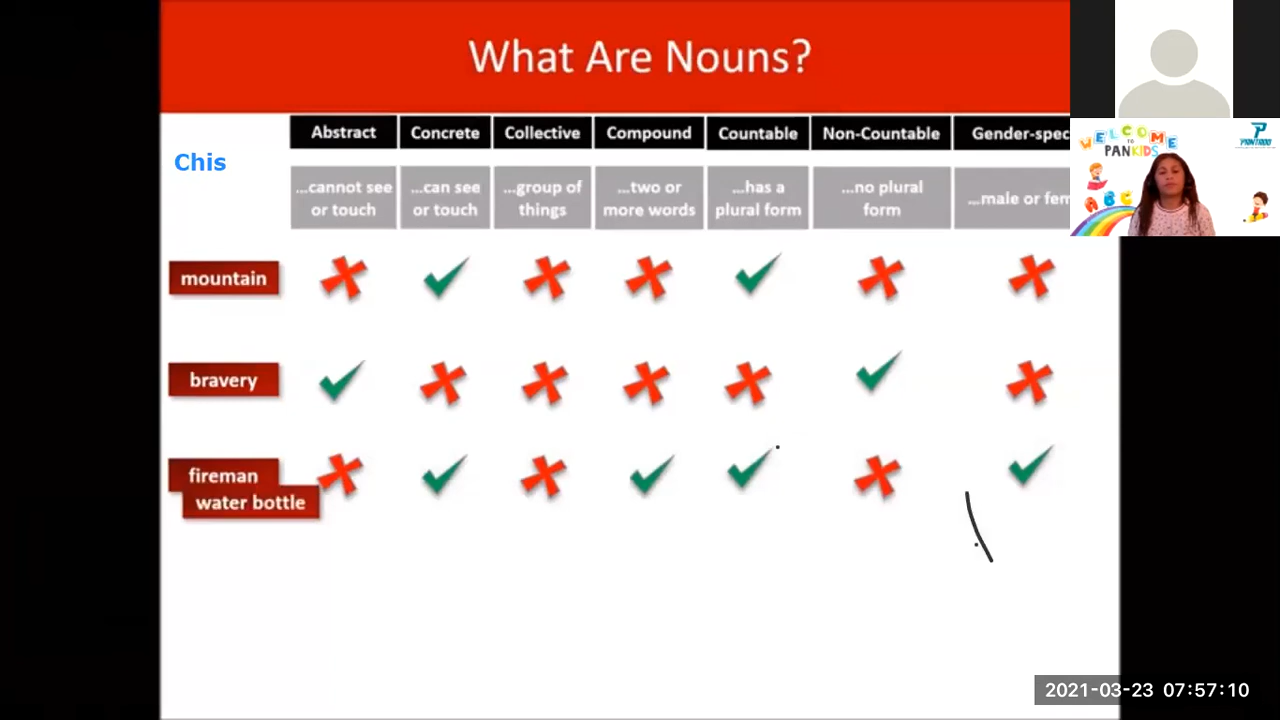 What Are Nouns?
Abstract Concrete Collective Compound Countable Non-Countable Gender-spec
Chis
...cannot see or touch
...can see or touch
...group of things
...two or more words
...has a plural form
...no plural form
...male or fem
mountain
bravery
fireman
water bottle
WELCOME
TO
PANKIDS
2021-03-23 07:57:10